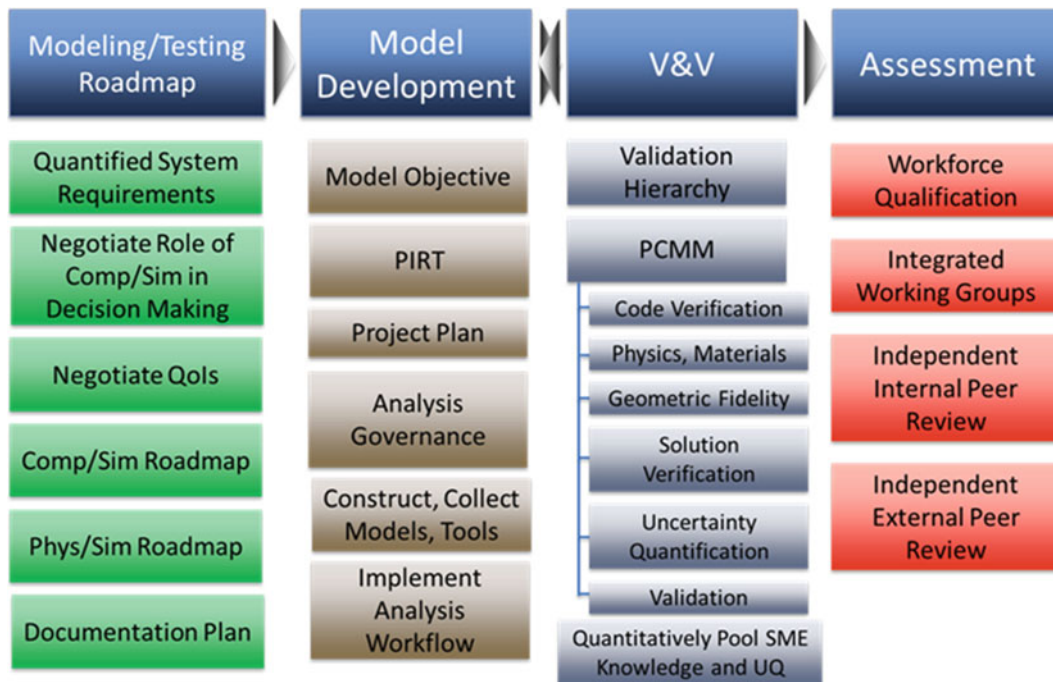 Modeling/Testing
Roadmap
Model
Development
V&V
Assessment
Quantified System
Requirements
Negotiate Role of
Comp/Sim in
Decision Making
Negotiate QoIs
Comp/Sim Roadmap
Phys/Sim Roadmap
Documentation Plan
Model Objective
PIRT
Project Plan
Analysis
Governance
Construct, Collect
Models, Tools
Implement
Analysis
Workflow
Validation
Hierarchy
PCMM
Code Verification
Physics, Materials
Geometric Fidelity
Solution
Verification
Uncertainty
Quantification
Validation
Quantitatively Pool SME
Knowledge and UQ
Workforce
Qualification
Integrated
Working Groups
Independent
Internal Peer
Review
Independent
External Peer
Review